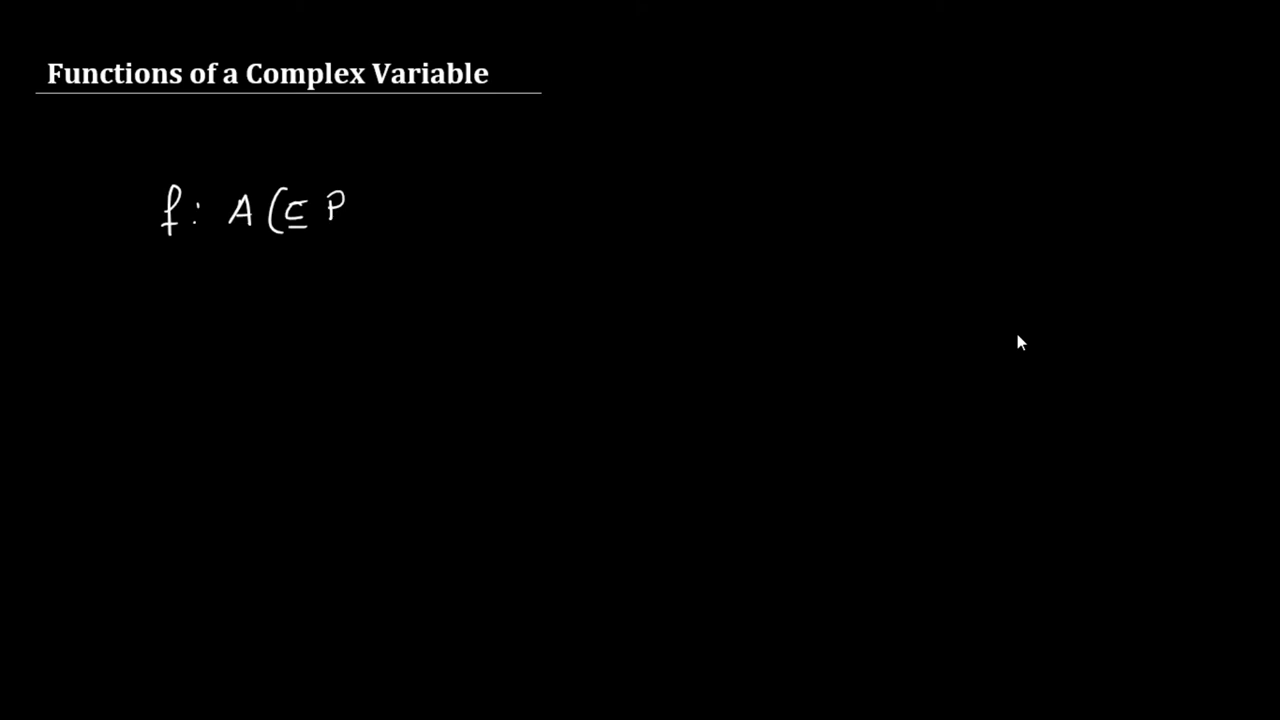 Functions of a Complex Variable
f: A (⊆ P